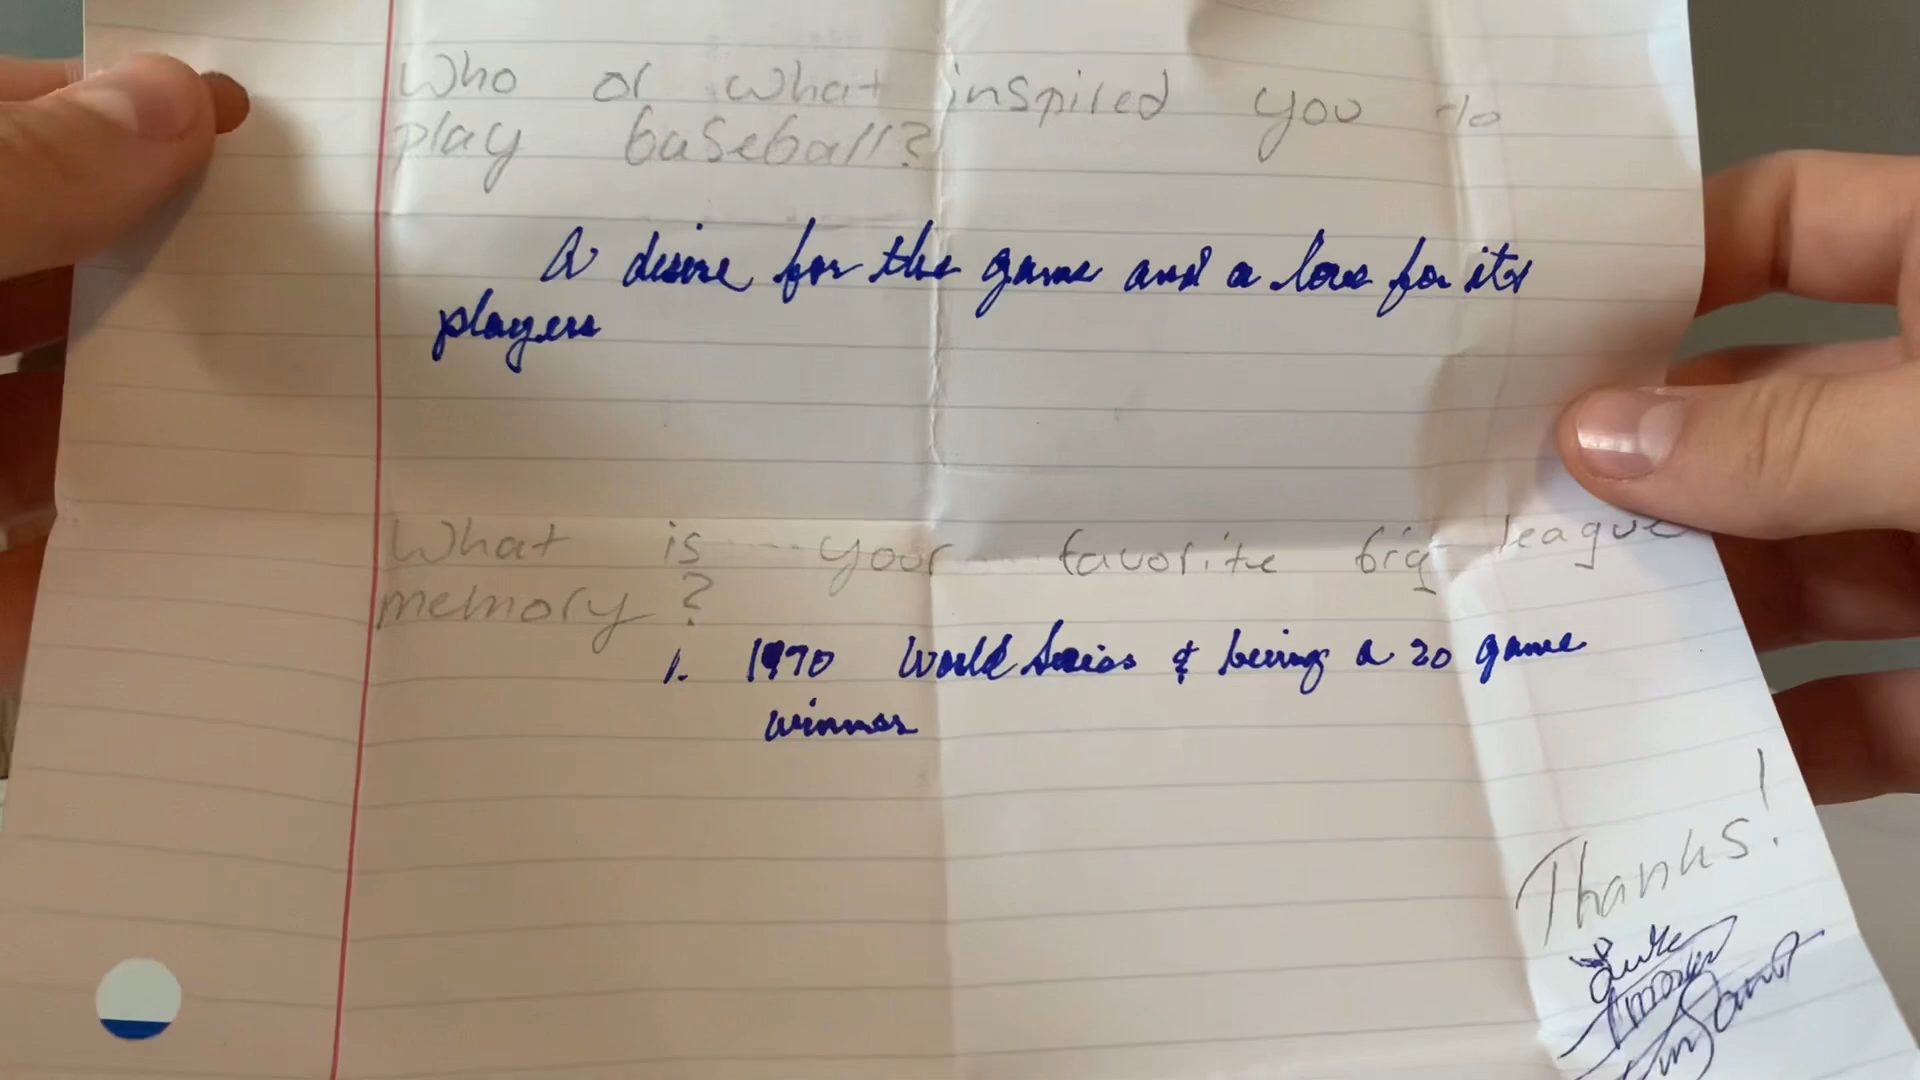 Who or what inspired you to
play baseball?
A desire for the game and a love for its
players
What is your favorite big league
memory?
1. 1970 World Series & being a 20 game
winner
Thanks!
Luke